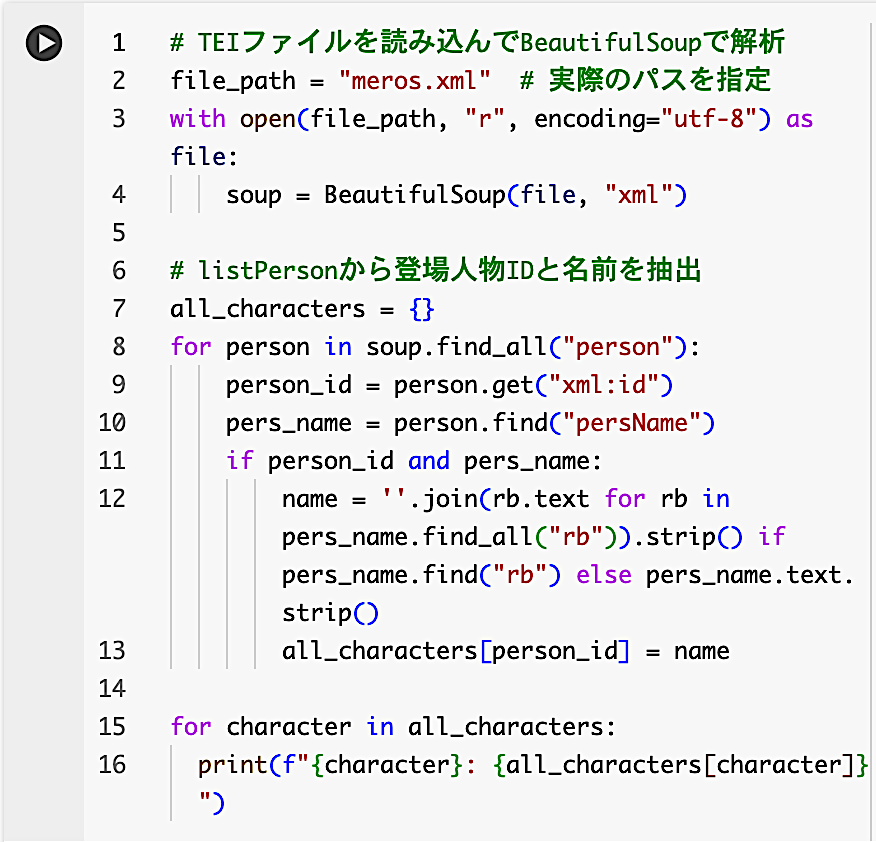 1 # TEIファイルを読み込んでBeautifulSoupで解析
2 file_path = "meros.xml"  # 実際のパスを指定
3 with open(file_path, "r", encoding="utf-8") as
file:
4     soup = BeautifulSoup(file, "xml")
5
6 # listPersonから登場人物IDと名前を抽出
7 all_characters = {}
8 for person in soup.find_all("person"):
9     person_id = person.get("xml:id")
10     pers_name = person.find("persName")
11     if person_id and pers_name:
12         name = ''.join(rb.text for rb in
pers_name.find_all("rb")).strip() if
pers_name.find("rb") else pers_name.text.
strip()
13         all_characters[person_id] = name
14
15 for character in all_characters:
16   print(f"{character}: {all_characters[character]}
")